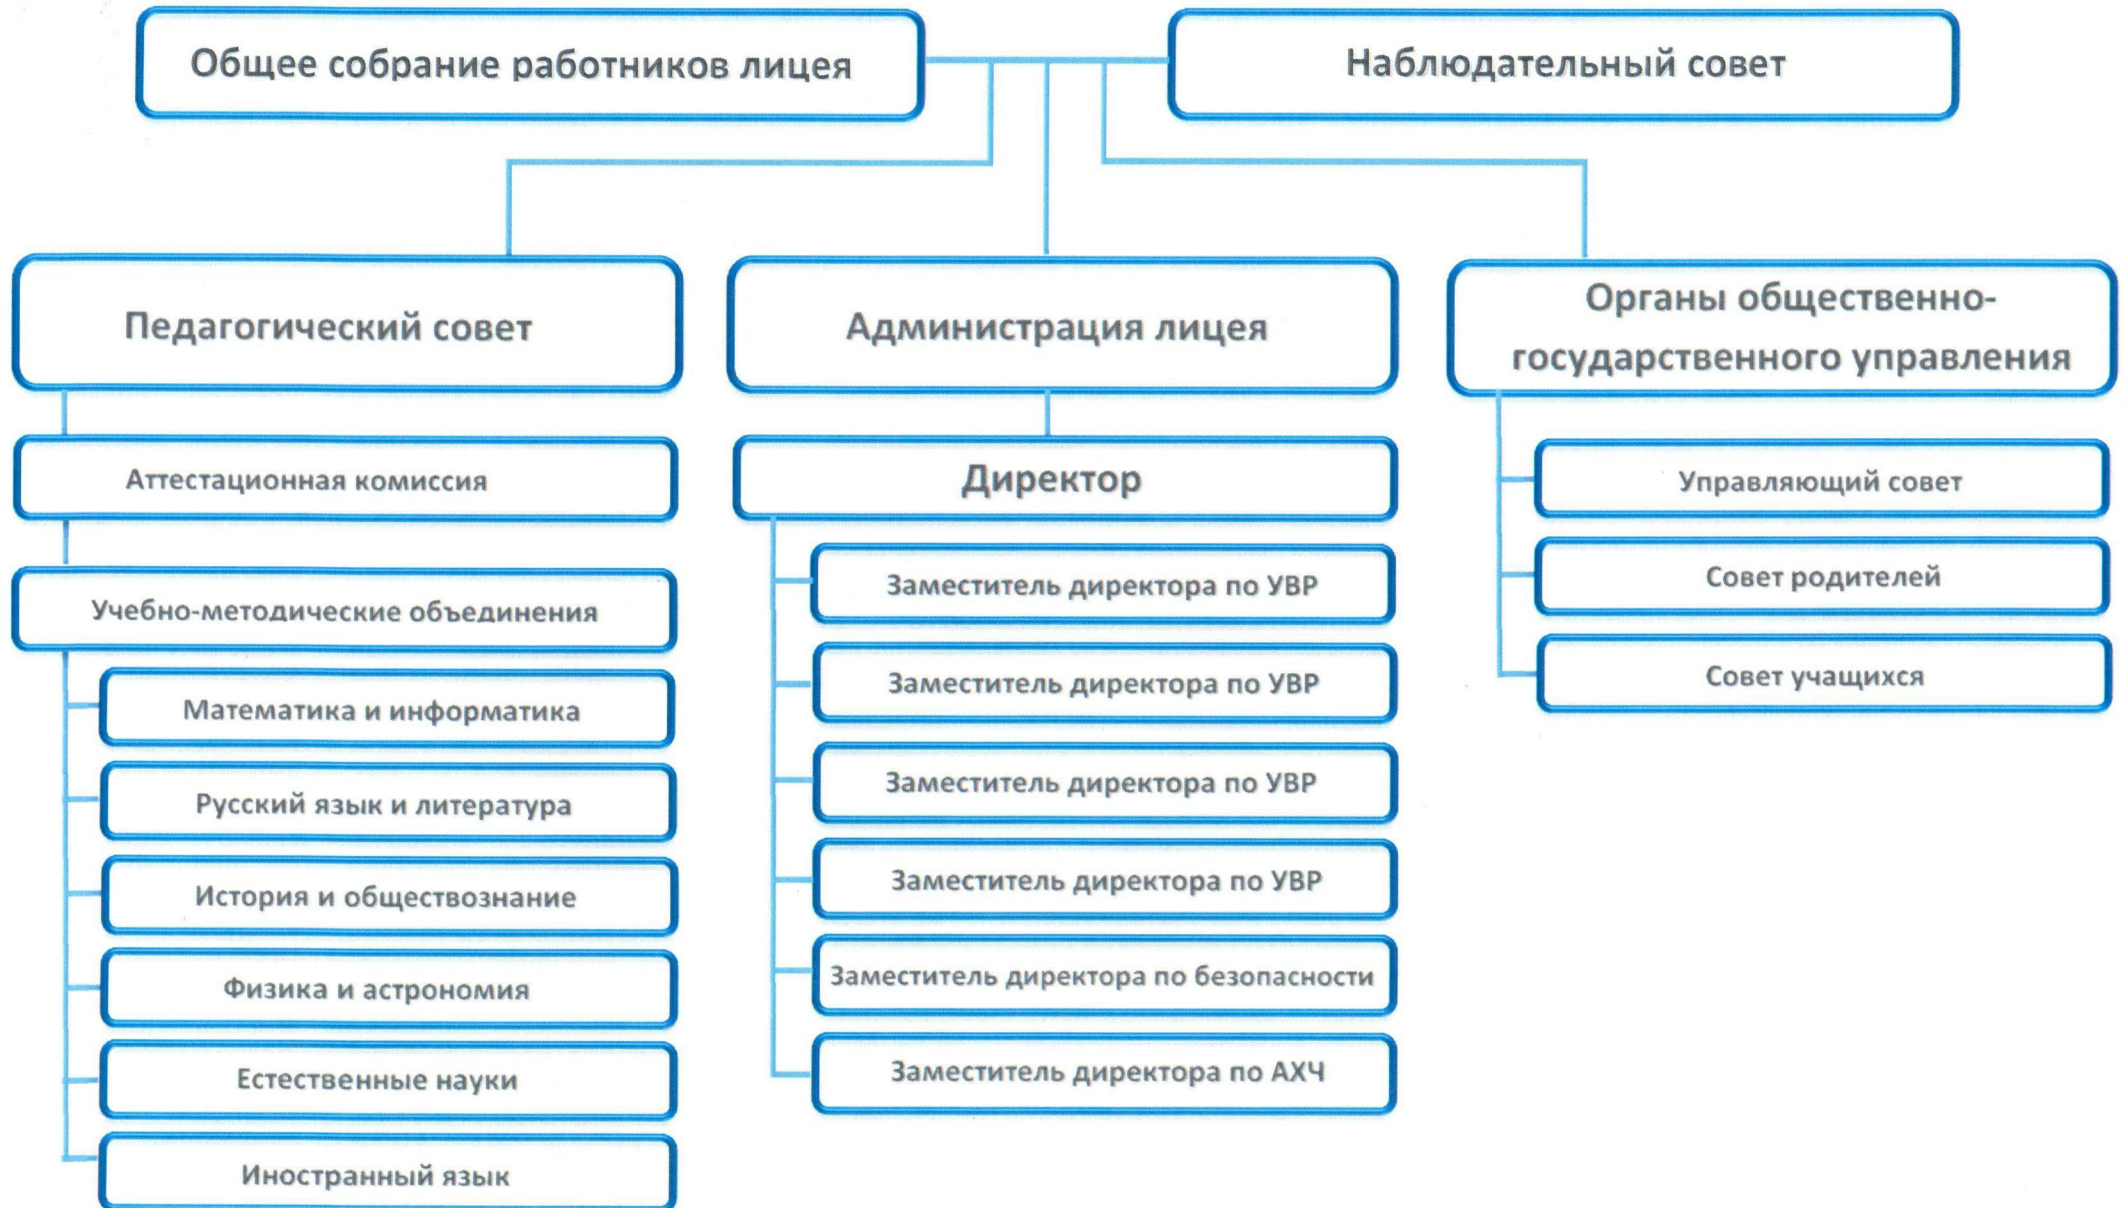 Общее собрание работников лицея
Наблюдательный совет
Педагогический совет
Аттестационная комиссия
Учебно-методические объединения
Математика и информатика
Русский язык и литература
История и обществознание
Физика и астрономия
Естественные науки
Иностранный язык
Администрация лицея
Директор
Заместитель директора по УВР
Заместитель директора по УВР
Заместитель директора по УВР
Заместитель директора по УВР
Заместитель директора по безопасности
Заместитель директора по АХЧ
Органы общественно-
государственного управления
Управляющий совет
Совет родителей
Совет учащихся